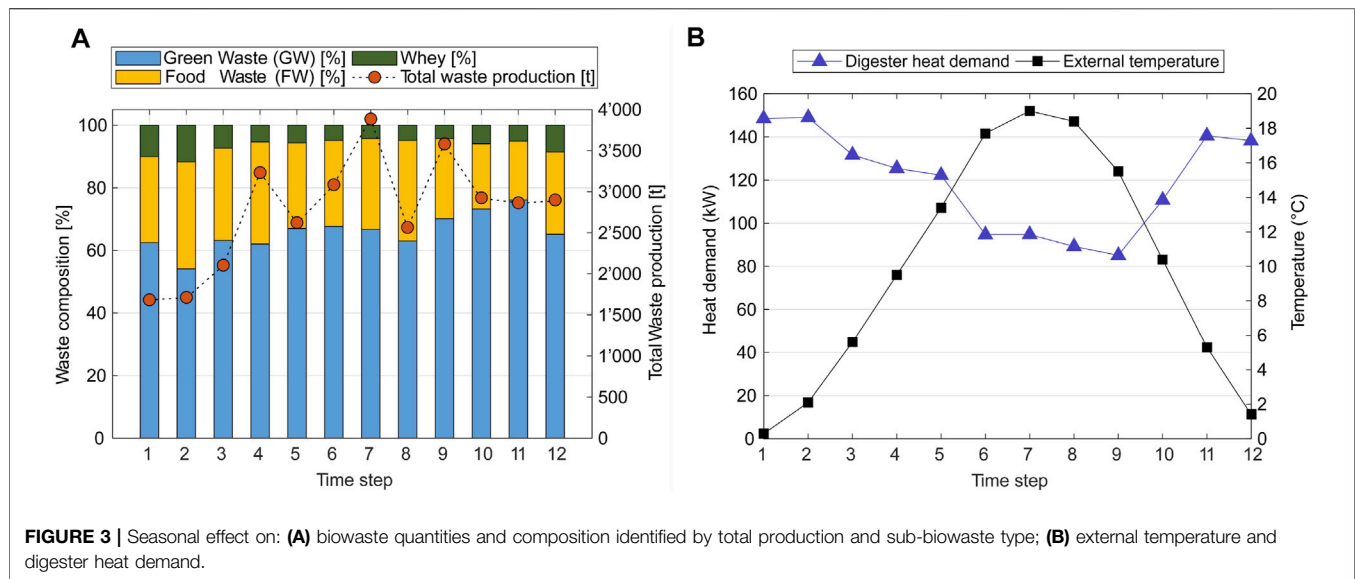 A
Green Waste (GW) [%]
Whey [%]
Food Waste (FW) [%]
Total waste production [t]
100
80
60
40
20
0
Waste composition [%]
4'000
3'500
3'000
2'500
2'000
1'500
1'000
500
0
Total Waste production [t]
1 2 3 4 5 6 7 8 9 10 11 12
Time step
B
Digester heat demand
External temperature
160
140
120
100
80
60
40
20
0
Heat demand (kW)
20
18
16
14
12
10
8
6
4
2
0
Temperature (°C)
1 2 3 4 5 6 7 8 9 10 11 12
Time step
FIGURE 3 | Seasonal effect on: (A) biowaste quantities and composition identified by total production and sub-biowaste type; (B) external temperature and
digester heat demand.